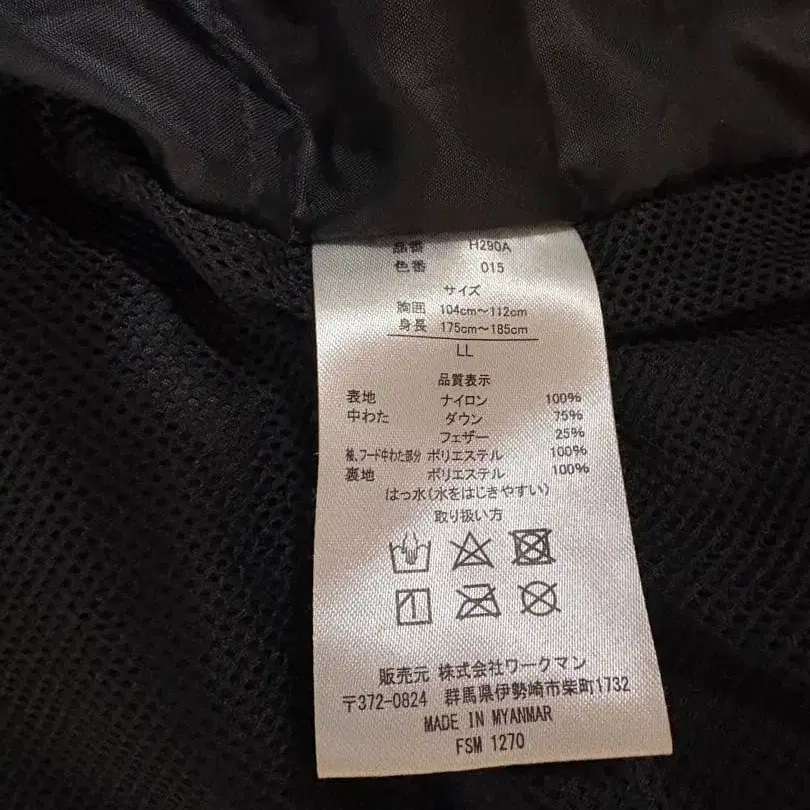 品番 H290A
色番 015
サイズ
胸囲 104cm～112cm
身長 175cm～185cm
LL
品質表示
表地 ナイロン 100%
中わた ダウン 75%
フェザー 25%
袖、フード中わた部分 ポリエステル 100%
裏地 ポリエステル 100%
はっ水(水をはじきやすい)
取り扱い方
販売元 株式会社ワークマン
〒372-0824 群馬県伊勢崎市柴町1732
MADE IN MYANMAR
FSM 1270